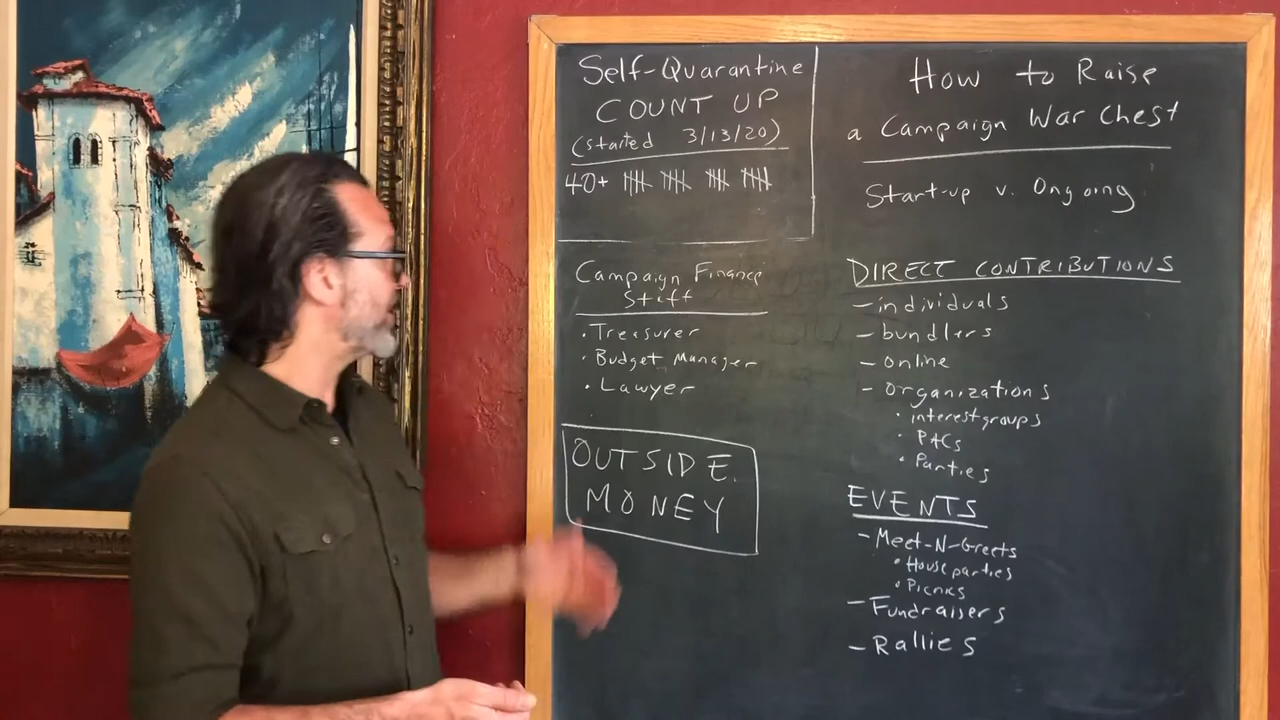 Self-Quarantine
COUNT UP
(started 3/13/20)
40+ 𝍸 𝍸 𝍸 𝍸
Campaign Finance
Staff
· Treasurer
· Budget Manager
· Lawyer
OUTSIDE
MONEY
How to Raise
a Campaign War Chest
Start-up v. Ongoing
DIRECT CONTRIBUTIONS
- individuals
- bundlers
- online
- organizations
· interest groups
· PACs
· Parties
EVENTS
- Meet-N-Greets
· House parties
· Picnics
- Fundraisers
- Rallies